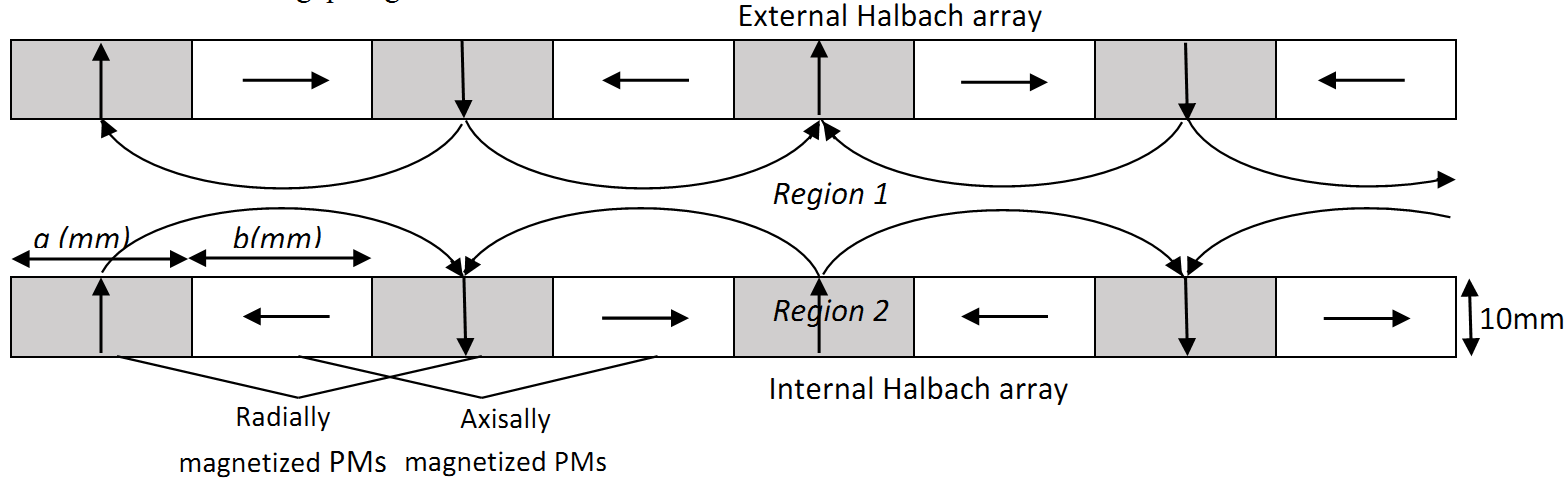 External Halbach array
Region 1
a (mm)
b(mm)
Region 2
10mm
Internal Halbach array
Radially
magnetized PMs
Axisally
magnetized PMs